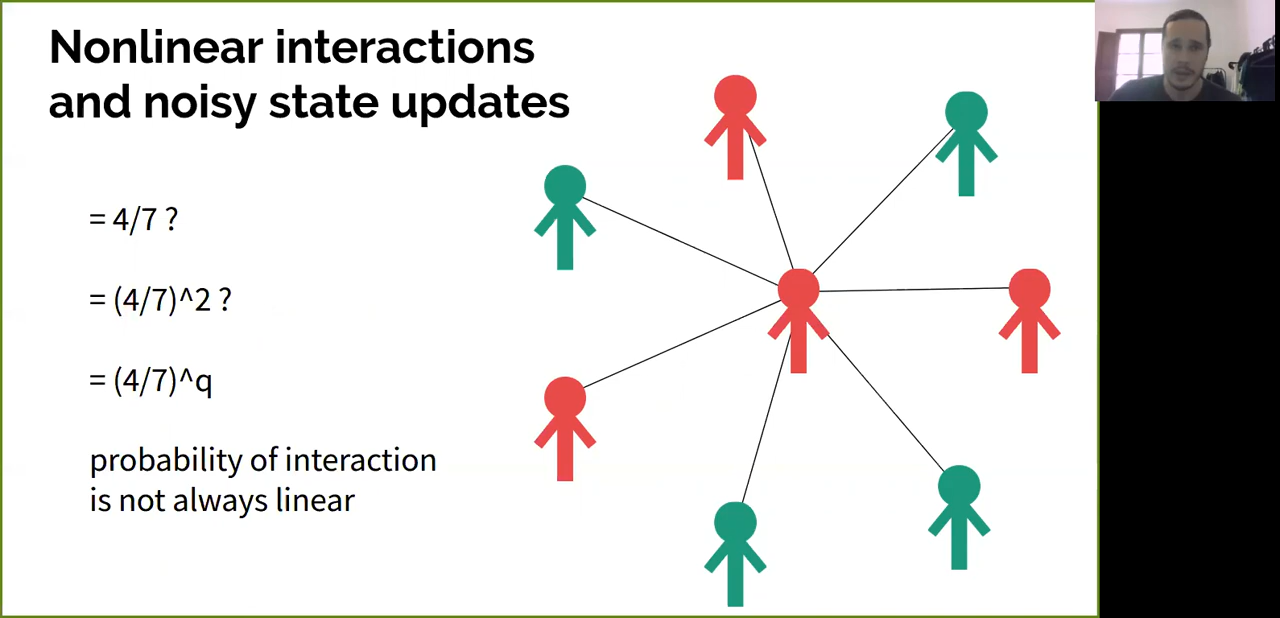 Nonlinear interactions
and noisy state updates
= 4/7 ?
= (4/7)^2 ?
= (4/7)^q
probability of interaction
is not always linear